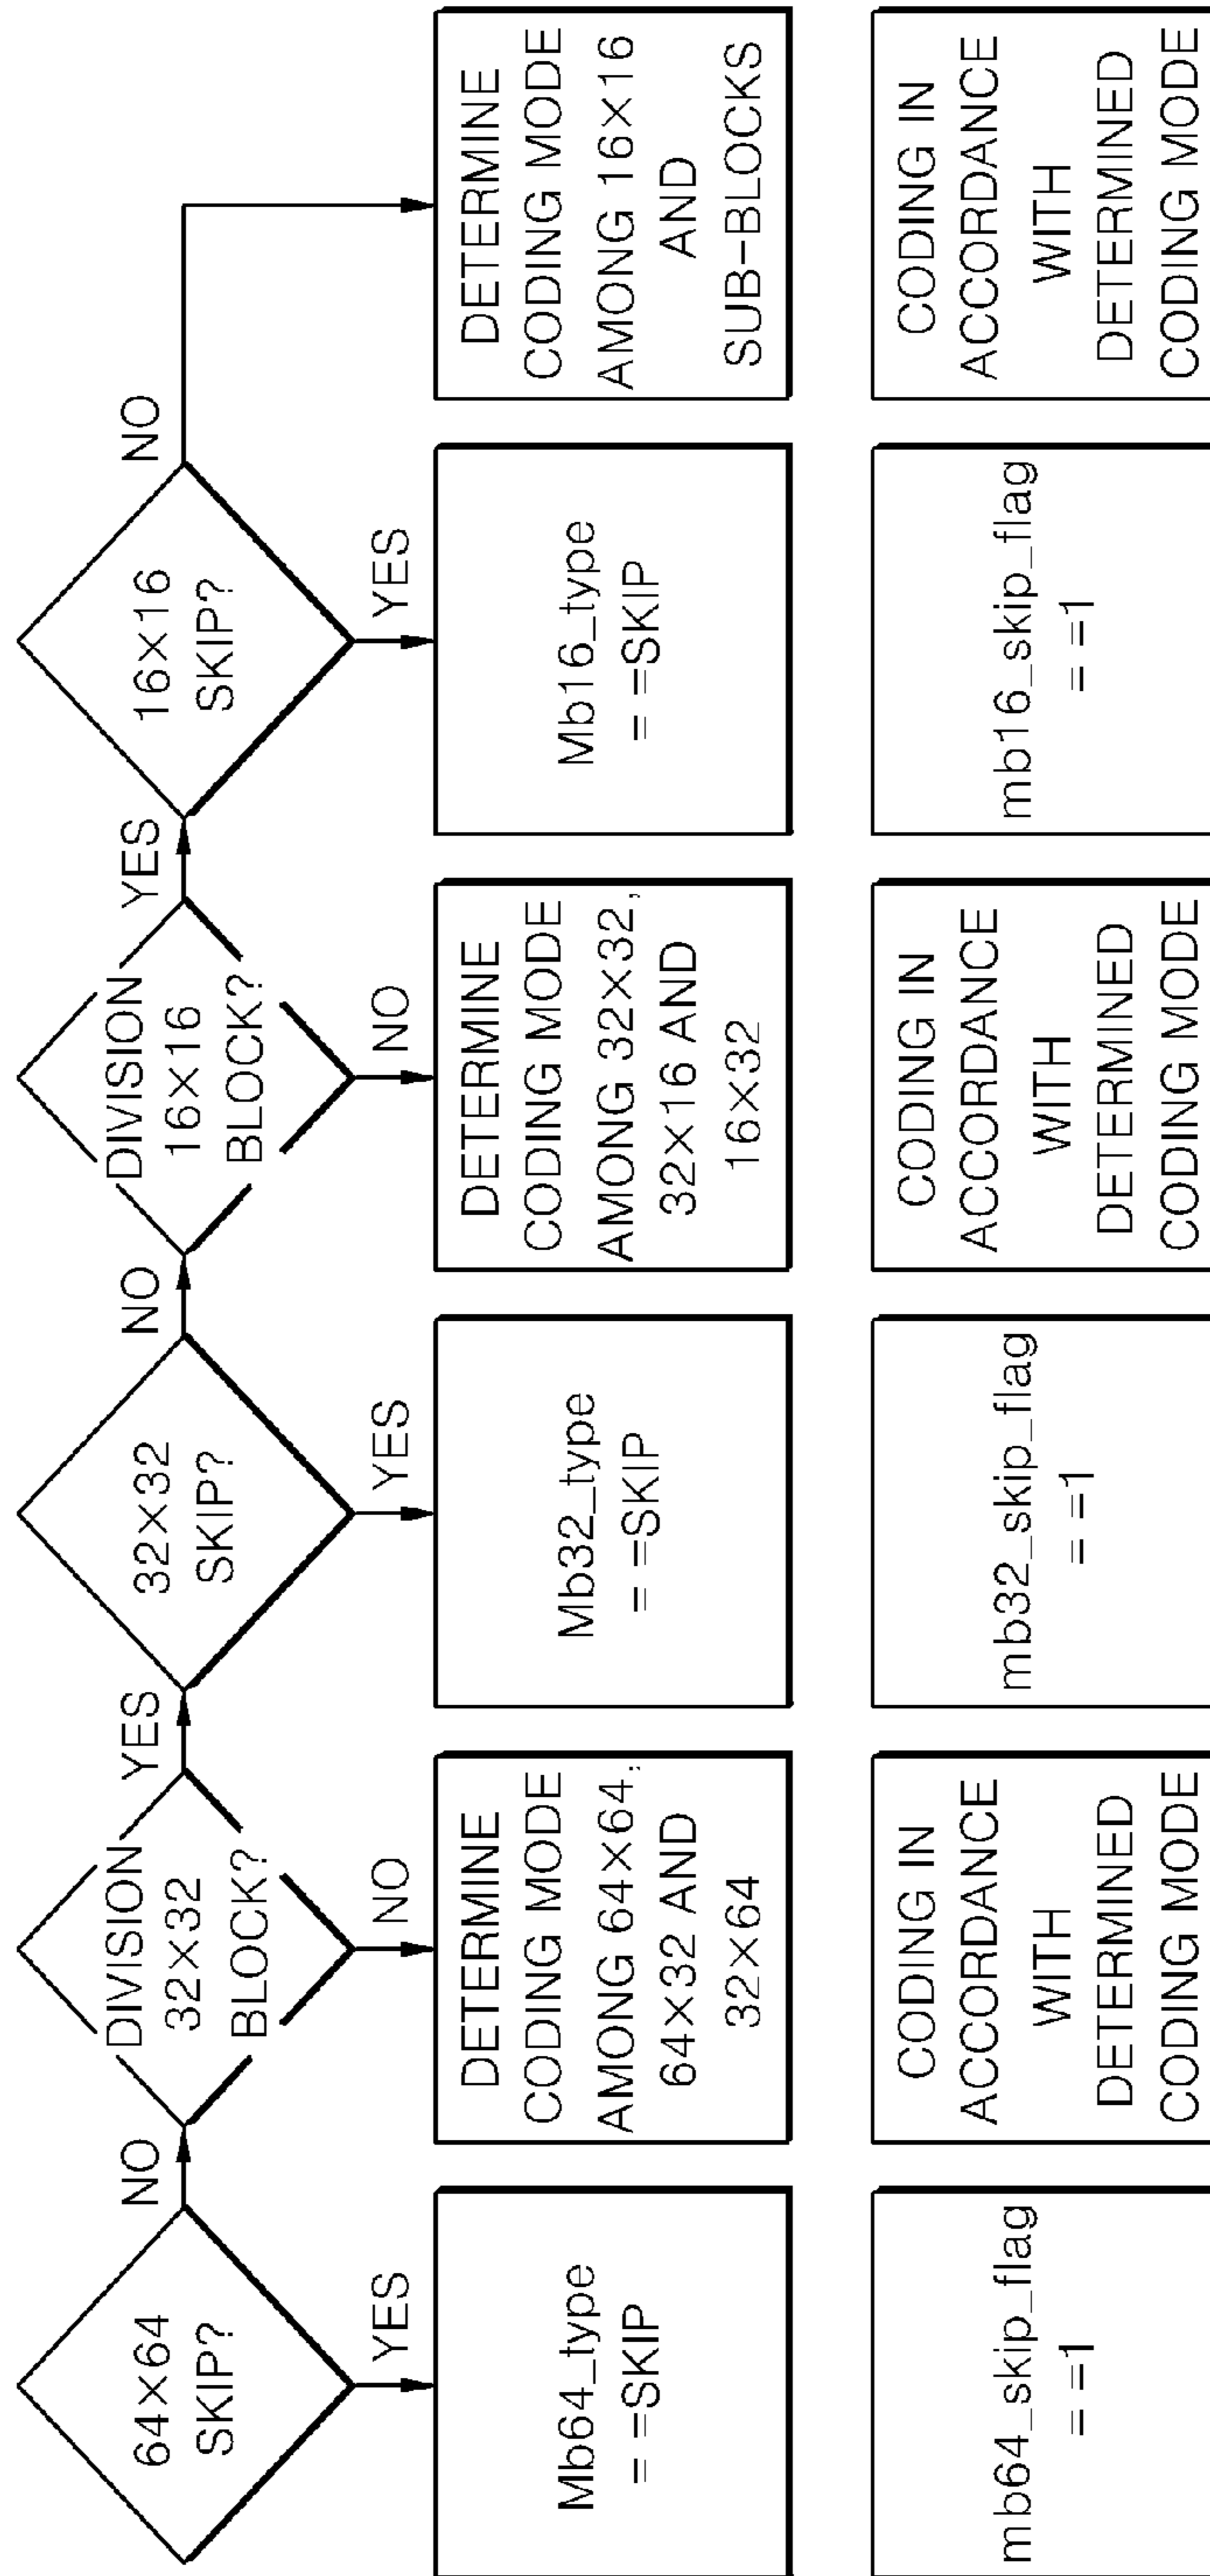 64×64
SKIP?
NO
YES
DIVISION
32×32
BLOCK?
YES
NO
32×32
SKIP?
NO
YES
DIVISION
16×16
BLOCK?
YES
NO
16×16
SKIP?
NO
YES
Mb64_type
= =SKIP
DETERMINE
CODING MODE
AMONG 64×64,
64×32 AND
32×64
Mb32_type
= =SKIP
DETERMINE
CODING MODE
AMONG 32×32,
32×16 AND
16×32
Mb16_type
= =SKIP
DETERMINE
CODING MODE
AMONG 16×16
AND
SUB-BLOCKS
mb64_skip_flag
= =1
CODING IN
ACCORDANCE
WITH
DETERMINED
CODING MODE
mb32_skip_flag
= =1
CODING IN
ACCORDANCE
WITH
DETERMINED
CODING MODE
mb16_skip_flag
= =1
CODING IN
ACCORDANCE
WITH
DETERMINED
CODING MODE